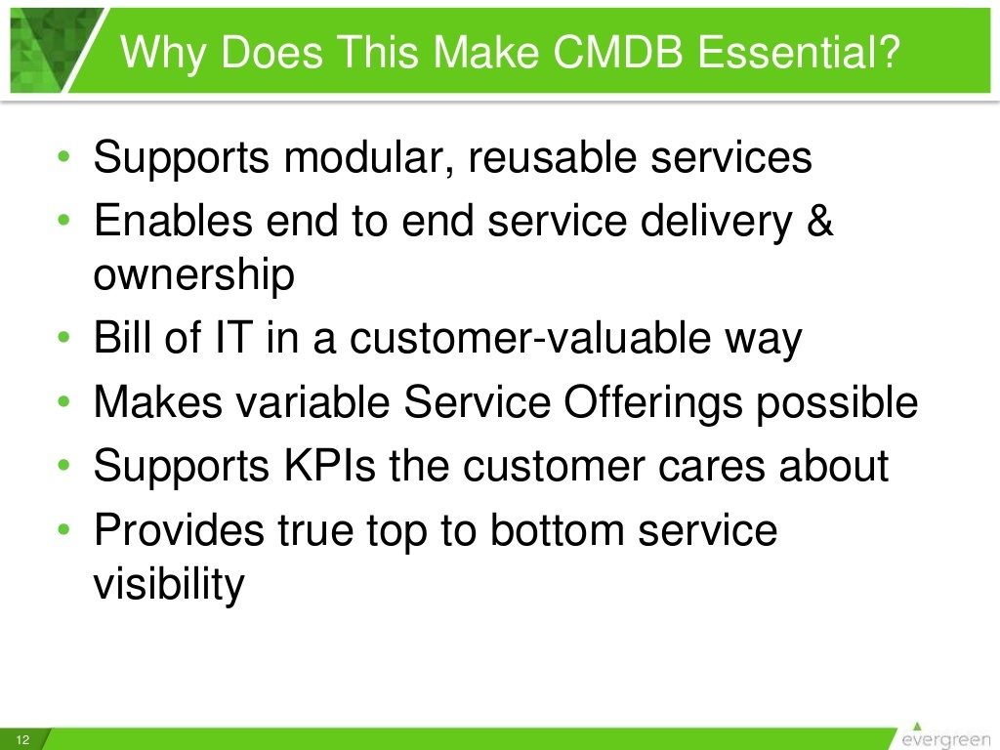 Why Does This Make CMDB Essential?
• Supports modular, reusable services
• Enables end to end service delivery &
ownership
• Bill of IT in a customer-valuable way
• Makes variable Service Offerings possible
• Supports KPIs the customer cares about
• Provides true top to bottom service
visibility
12
evergreen